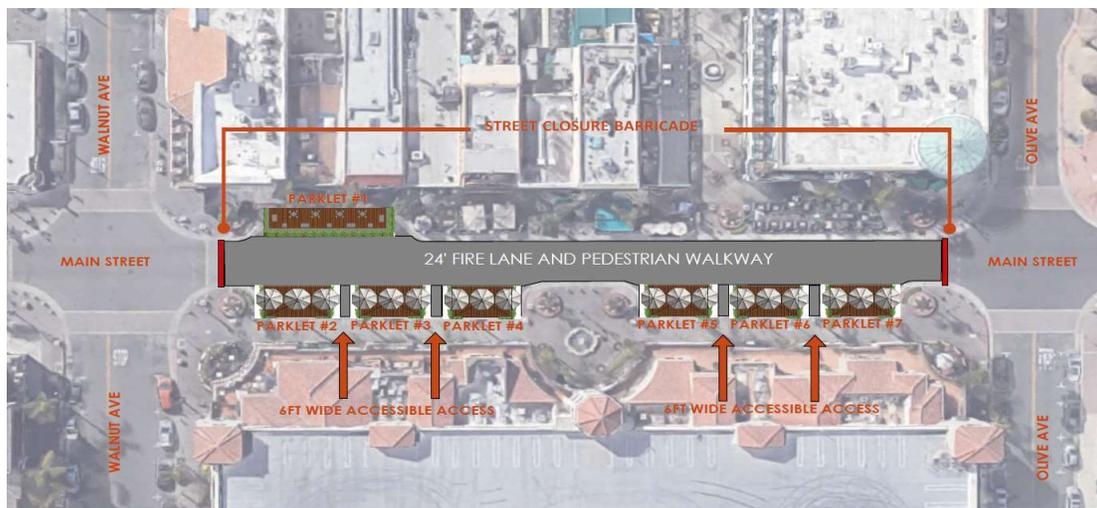 WALNUT AVE
OLIVE AVE
STREET CLOSURE BARRICADE
PARKLET #1
MAIN STREET
24' FIRE LANE AND PEDESTRIAN WALKWAY
MAIN STREET
PARKLET #2
PARKLET #3
PARKLET #4
PARKLET #5
PARKLET #6
PARKLET #7
STOP
6FT WIDE ACCESSIBLE ACCESS
6FT WIDE ACCESSIBLE ACCESS
WALNUT AVE
OLIVE AVE